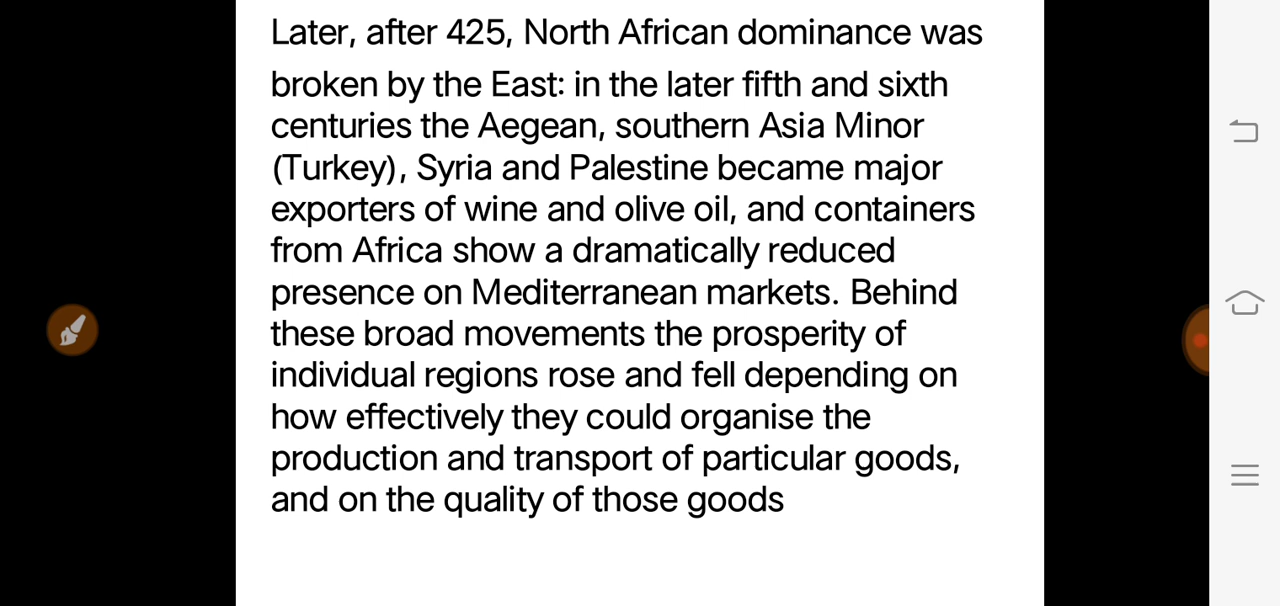 Later, after 425, North African dominance was
broken by the East: in the later fifth and sixth
centuries the Aegean, southern Asia Minor
(Turkey), Syria and Palestine became major
exporters of wine and olive oil, and containers
from Africa show a dramatically reduced
presence on Mediterranean markets. Behind
these broad movements the prosperity of
individual regions rose and fell depending on
how effectively they could organise the
production and transport of particular goods,
and on the quality of those goods